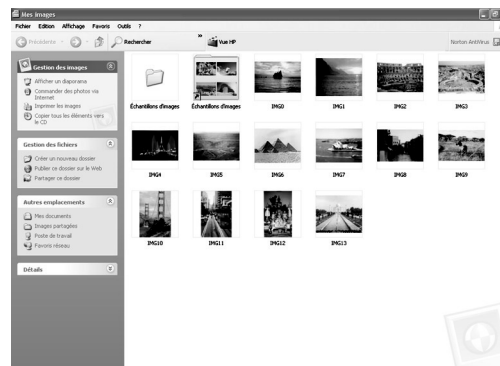 Mes Images
Fichier Edition Affichage Favoris Outils ?
Précédente Rechercher » Vue HP Norton AntiVirus
Gestion des images
Afficher un diaporama
Commander des photos via
Internet
Imprimer les images
Copier tous les éléments vers
le CD
Gestion des fichiers
Créer un nouveau dossier
Publier ce dossier sur le Web
Partager ce dossier
Autres emplacements
Mes documents
Images partagées
Poste de travail
Favoris réseau
Détails
Échantillons d'images Échantillons d'images IMG0 IMG1 IMG2 IMG3
IMG4 IMG5 IMG6 IMG7 IMG8 IMG9
IMG10 IMG11 IMG12 IMG13